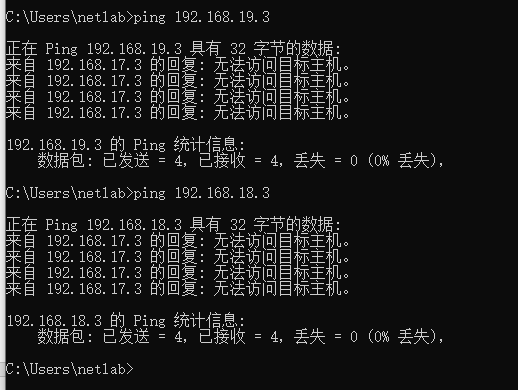 C:\Users\netlab>ping 192.168.19.3
正在 Ping 192.168.19.3 具有 32 字节的数据:
来自 192.168.17.3 的回复: 无法访问目标主机。
来自 192.168.17.3 的回复: 无法访问目标主机。
来自 192.168.17.3 的回复: 无法访问目标主机。
来自 192.168.17.3 的回复: 无法访问目标主机。
192.168.19.3 的 Ping 统计信息:
数据包: 已发送 = 4, 已接收 = 4, 丢失 = 0 (0% 丢失),
C:\Users\netlab>ping 192.168.18.3
正在 Ping 192.168.18.3 具有 32 字节的数据:
来自 192.168.17.3 的回复: 无法访问目标主机。
来自 192.168.17.3 的回复: 无法访问目标主机。
来自 192.168.17.3 的回复: 无法访问目标主机。
来自 192.168.17.3 的回复: 无法访问目标主机。
192.168.18.3 的 Ping 统计信息:
数据包: 已发送 = 4, 已接收 = 4, 丢失 = 0 (0% 丢失),
C:\Users\netlab>